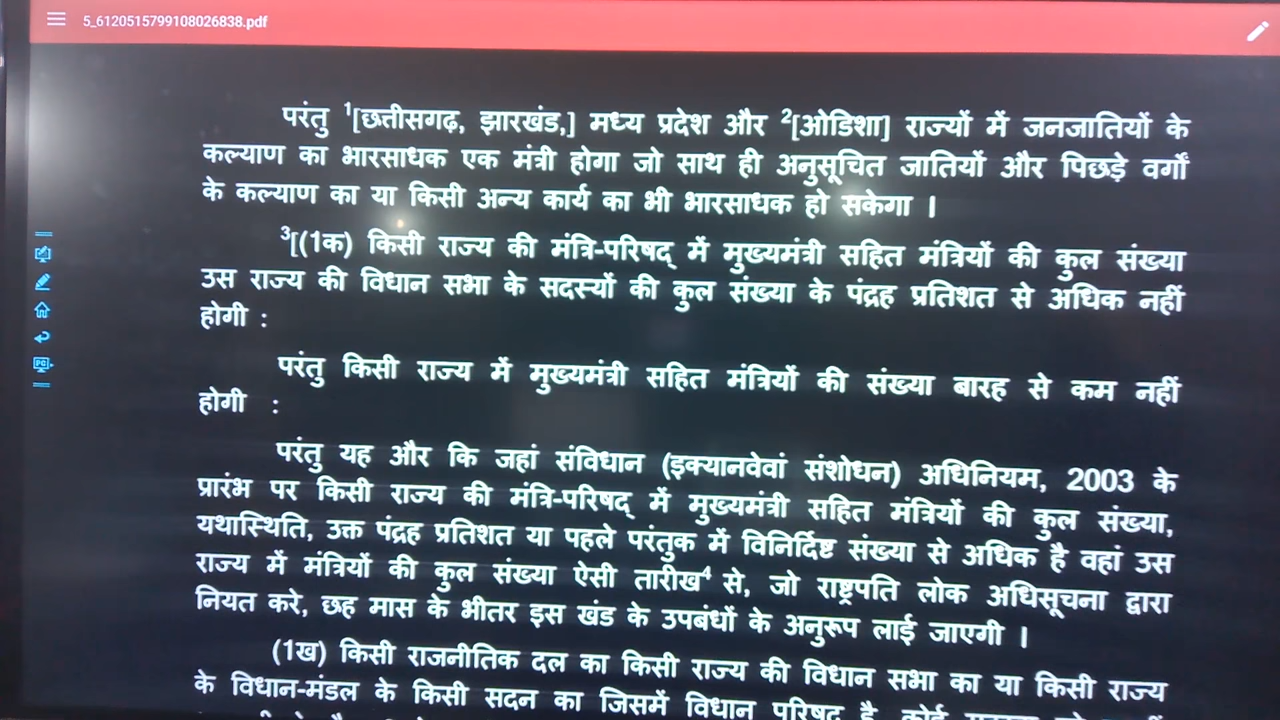 5_6120515799108026838.pdf
परंतु ¹[छत्तीसगढ़, झारखंड,] मध्य प्रदेश और ²[ओडिशा] राज्यों में जनजातियों के
कल्याण का भारसाधक एक मंत्री होगा जो साथ ही अनुसूचित जातियों और पिछड़े वर्गों
के कल्याण का या किसी अन्य कार्य का भी भारसाधक हो सकेगा ।
³[(1क) किसी राज्य की मंत्रि-परिषद् में मुख्यमंत्री सहित मंत्रियों की कुल संख्या
उस राज्य की विधान सभा के सदस्यों की कुल संख्या के पंद्रह प्रतिशत से अधिक नहीं
होगी :
परंतु किसी राज्य में मुख्यमंत्री सहित मंत्रियों की संख्या बारह से कम नहीं
होगी :
परंतु यह और कि जहां संविधान (इक्यानवेवां संशोधन) अधिनियम, 2003 के
प्रारंभ पर किसी राज्य की मंत्रि-परिषद् में मुख्यमंत्री सहित मंत्रियों की कुल संख्या,
यथास्थिति, उक्त पंद्रह प्रतिशत या पहले परंतुक में विनिर्दिष्ट संख्या से अधिक है वहां उस
राज्य में मंत्रियों की कुल संख्या ऐसी तारीख⁴ से, जो राष्ट्रपति लोक अधिसूचना द्वारा
नियत करे, छह मास के भीतर इस खंड के उपबंधों के अनुरूप लाई जाएगी ।
(1ख) किसी राजनीतिक दल का किसी राज्य की विधान सभा का या किसी राज्य
के विधान-मंडल के किसी सदन का जिसमें विधान परिषद् है, कोई